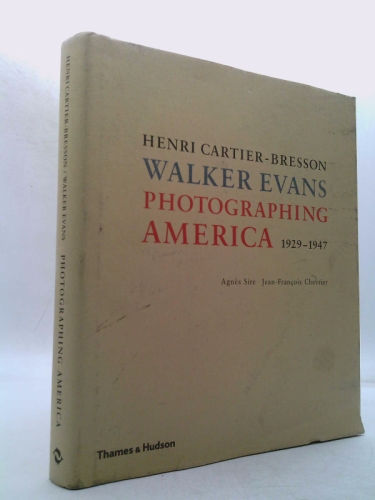 HENRI CARTIER-BRESSON
WALKER EVANS
PHOTOGRAPHING
AMERICA 1929–1947
Agnès Sire Jean-François Chevrier
Thames & Hudson
HENRI CARTIER-BRESSON / WALKER EVANS PHOTOGRAPHING AMERICA